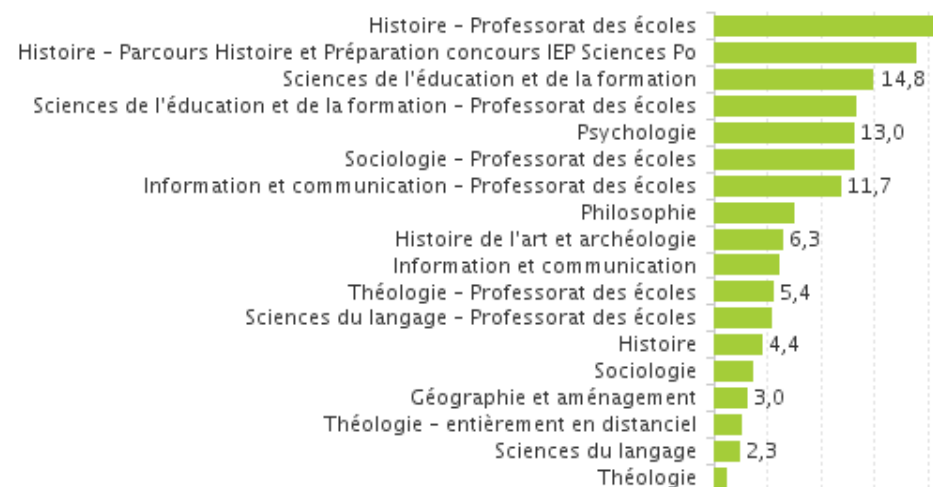 Histoire – Professorat des écoles
Histoire – Parcours Histoire et Préparation concours IEP Sciences Po
Sciences de l'éducation et de la formation 14,8
Sciences de l'éducation et de la formation – Professorat des écoles
Psychologie 13,0
Sociologie – Professorat des écoles
Information et communication – Professorat des écoles 11,7
Philosophie
Histoire de l'art et archéologie 6,3
Information et communication
Théologie – Professorat des écoles 5,4
Sciences du langage – Professorat des écoles
Histoire 4,4
Sociologie
Géographie et aménagement 3,0
Théologie – entièrement en distanciel
Sciences du langage 2,3
Théologie